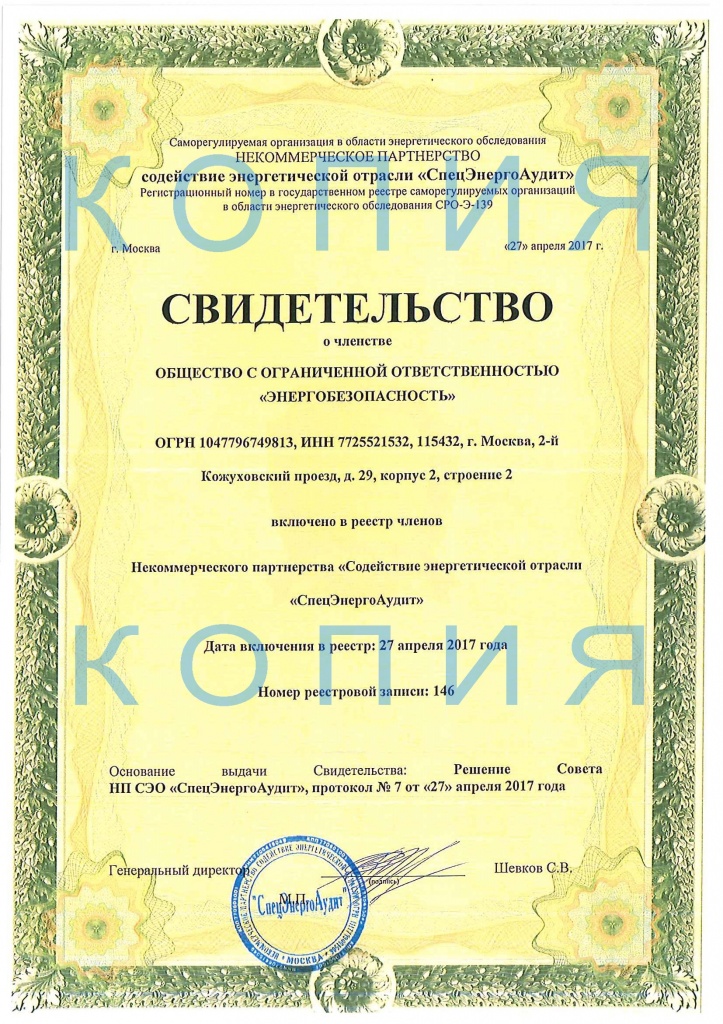 Саморегулируемая организация в области энергетического обследования
НЕКОММЕРЧЕСКОЕ ПАРТНЕРСТВО
содействие энергетической отрасли «СпецЭнергоАудит»
Регистрационный номер в государственном реестре саморегулируемых организаций
в области энергетического обследования СРО-Э-139
КОПИЯ
г. Москва «27» апреля 2017 г.
СВИДЕТЕЛЬСТВО
о членстве
ОБЩЕСТВО С ОГРАНИЧЕННОЙ ОТВЕТСТВЕННОСТЬЮ
«ЭНЕРГОБЕЗОПАСНОСТЬ»
ОГРН 1047796749813, ИНН 7725521532, 115432, г. Москва, 2-й
Кожуховский проезд, д. 29, корпус 2, строение 2
включено в реестр членов
Некоммерческого партнерства «Содействие энергетической отрасли
«СпецЭнергоАудит»
КОПИЯ
Дата включения в реестр: 27 апреля 2017 года
Номер реестровой записи: 146
Основание выдачи Свидетельства: Решение Совета
НП СЭО «СпецЭнергоАудит», протокол № 7 от «27» апреля 2017 года
Генеральный директор Шевков С.В.
(подпись)
М.П.
"СпецЭнергоАудит"
МОСКВА